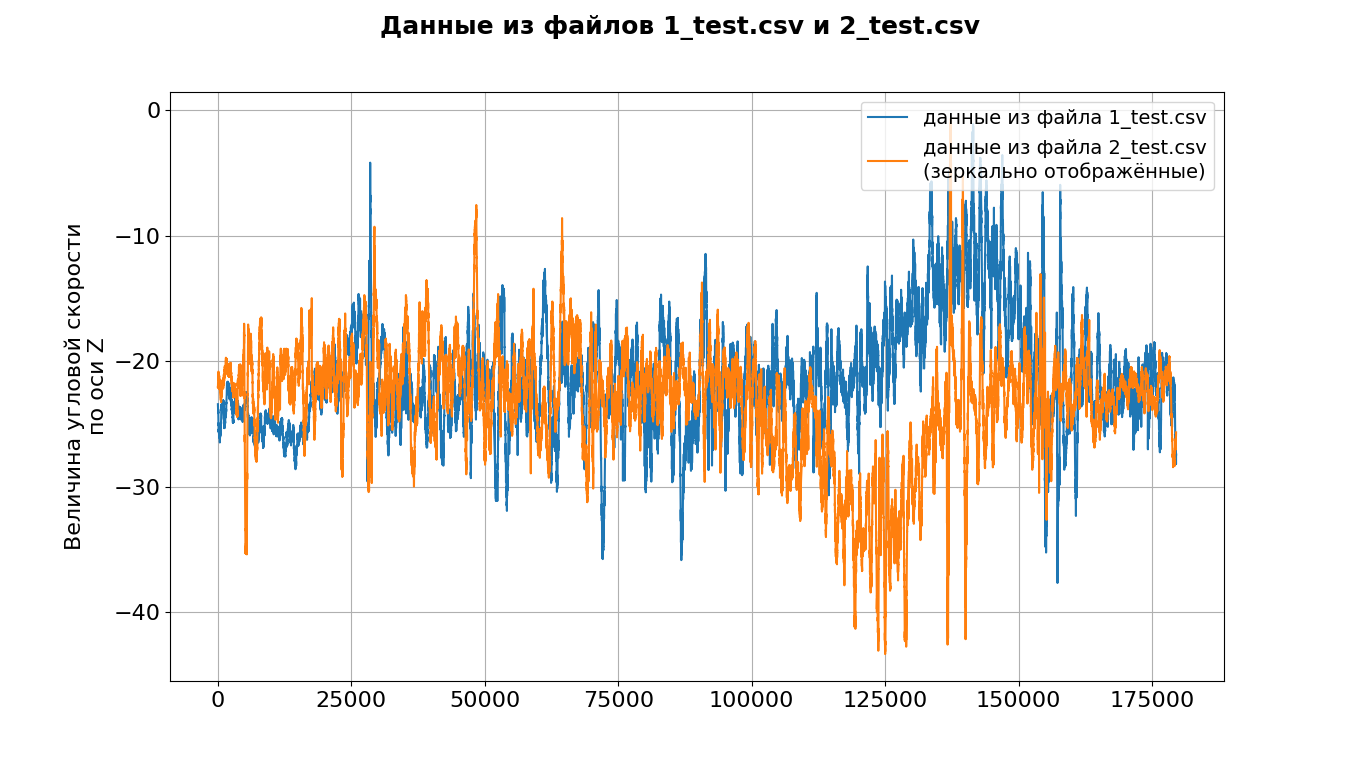 Данные из файлов 1_test.csv и 2_test.csv
Величина угловой скорости
по оси Z
0
−10
−20
−30
−40
данные из файла 1_test.csv
данные из файла 2_test.csv
(зеркально отображённые)
0
25000
50000
75000
100000
125000
150000
175000